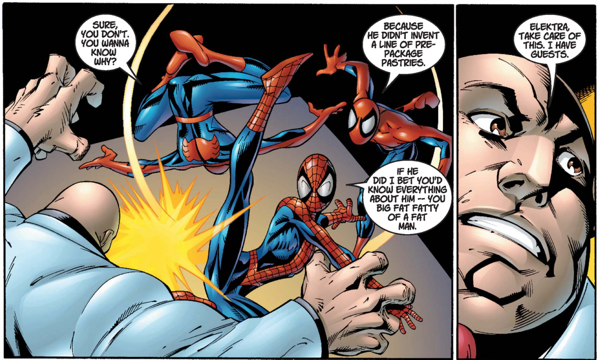 SURE,
YOU DON'T.
YOU WANNA
KNOW
WHY?
BECAUSE
HE DIDN'T INVENT
A LINE OF PRE-
PACKAGE
PASTRIES.
IF HE
DID I BET YOU'D
KNOW EVERYTHING
ABOUT HIM -- YOU
BIG FAT FATTY
OF A FAT
MAN.
ELEKTRA,
TAKE CARE OF
THIS. I HAVE
GUESTS.